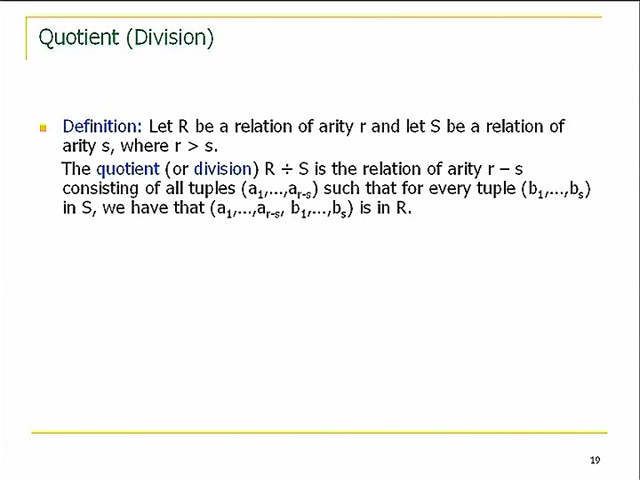 Quotient (Division)
Definition: Let R be a relation of arity r and let S be a relation of
arity s, where r > s.
The quotient (or division) R ÷ S is the relation of arity r – s
consisting of all tuples (a₁,…,aᵣ₋ₛ) such that for every tuple (b₁,…,bₛ)
in S, we have that (a₁,…,aᵣ₋ₛ, b₁,…,bₛ) is in R.
19